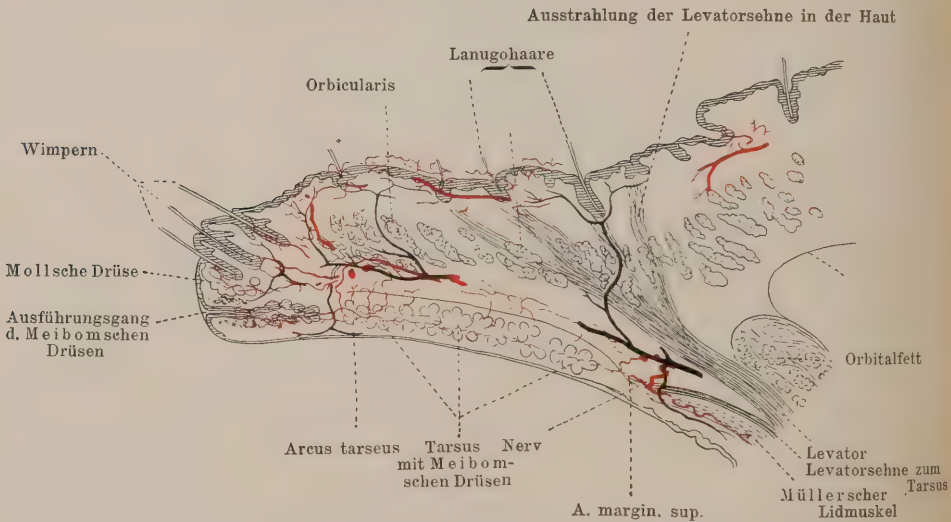 Ausstrahlung der Levatorsehne in der Haut
Lanugohaare
Orbicularis
Wimpern
Mollsche Drüse
Ausführungsgang
d. Meibomschen
Drüsen
Orbitalfett
Arcus tarseus
Tarsus
mit Meibom-
schen Drüsen
Nerv
Levator
Levatorsehne zum
Tarsus
Müllerscher
Lidmuskel
A. margin. sup.